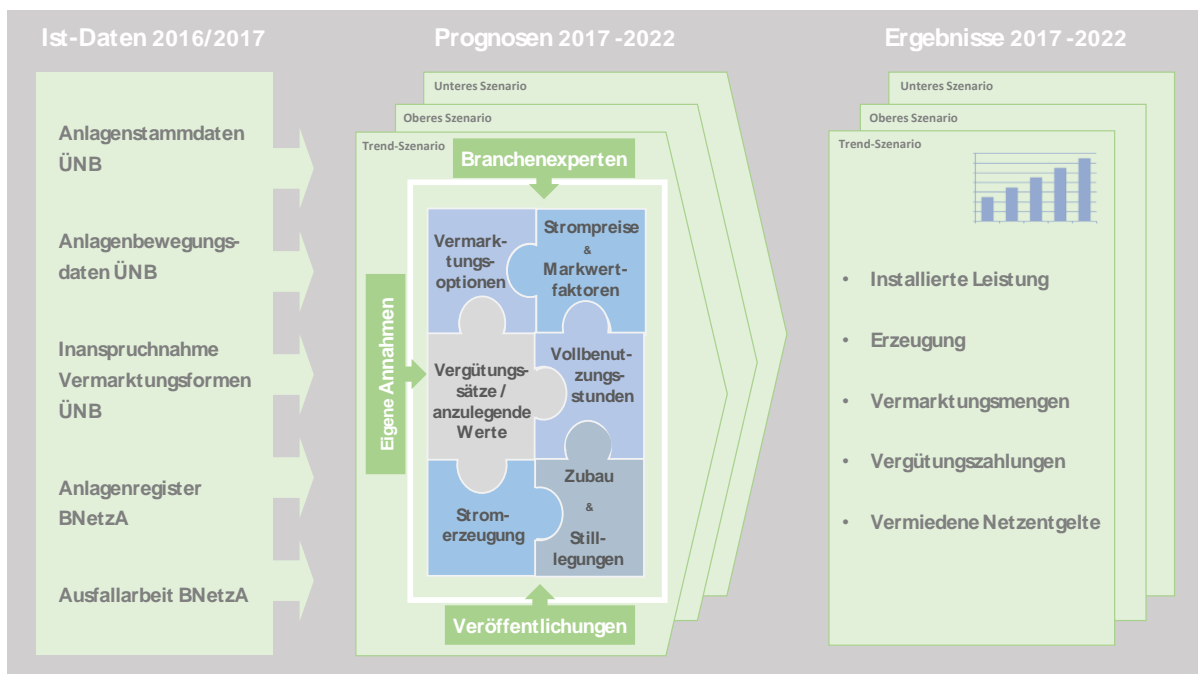 Ist-Daten 2016/2017
Anlagenstammdaten
ÜNB
Anlagenbewegungs-
daten ÜNB
Inanspruchnahme
Vermarktungsformen
ÜNB
Anlagenregister
BNetzA
Ausfallarbeit BNetzA
Prognosen 2017 -2022
Unteres Szenario
Oberes Szenario
Trend-Szenario
Branchenexperten
Eigene Annahmen
Vermark-
tungs-
optionen
Strompreise
&
Markwert-
faktoren
Vergütungs-
sätze /
anzulegende
Werte
Vollbenut-
zungs-
stunden
Strom-
erzeugung
Zubau
&
Still-
legungen
Veröffentlichungen
Ergebnisse 2017 -2022
Unteres Szenario
Oberes Szenario
Trend-Szenario
• Installierte Leistung
• Erzeugung
• Vermarktungsmengen
• Vergütungszahlungen
• Vermiedene Netzentgelte